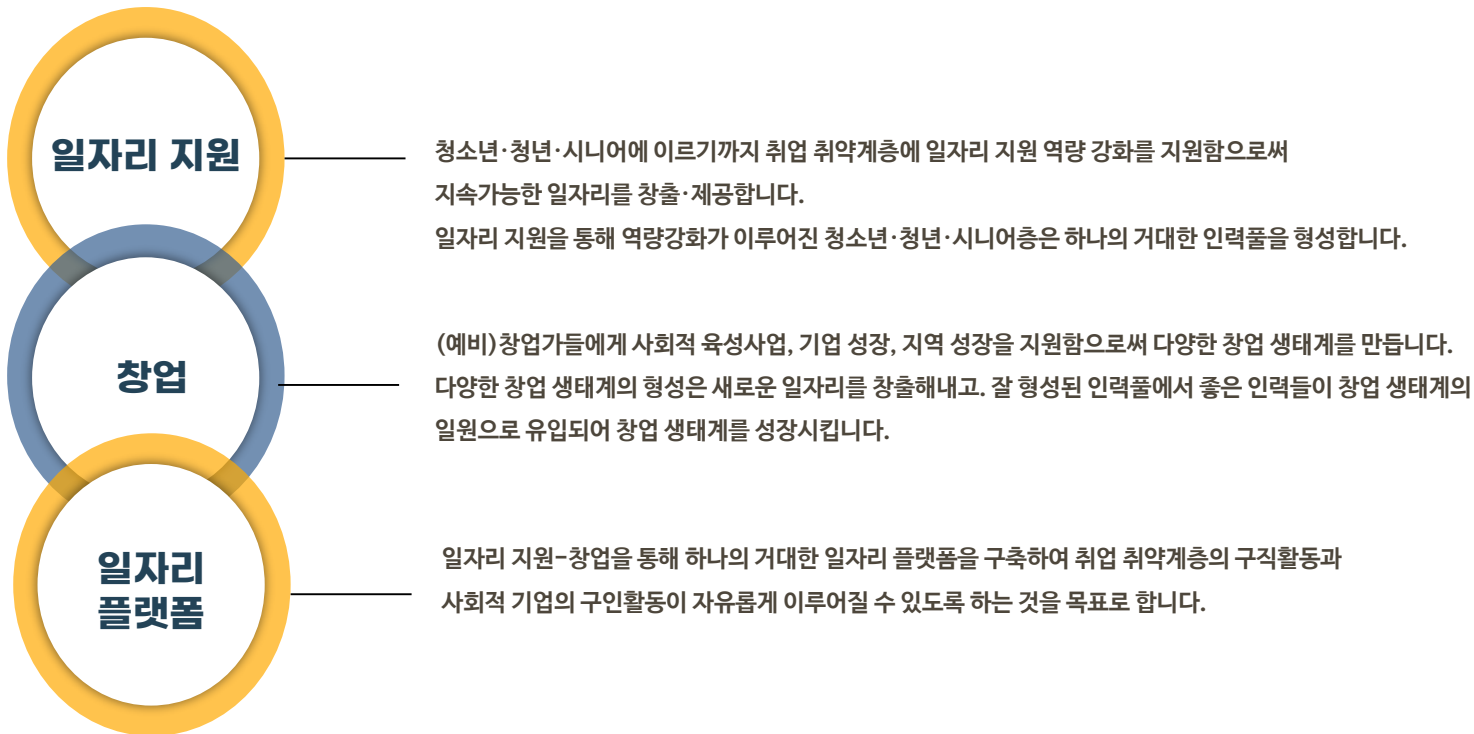 일자리 지원
청소년·청년·시니어에 이르기까지 취업 취약계층에 일자리 지원 역량 강화를 지원함으로써
지속가능한 일자리를 창출·제공합니다.
일자리 지원을 통해 역량강화가 이루어진 청소년·청년·시니어층은 하나의 거대한 인력풀을 형성합니다.
창업
(예비)창업가들에게 사회적 육성사업, 기업 성장, 지역 성장을 지원함으로써 다양한 창업 생태계를 만듭니다.
다양한 창업 생태계의 형성은 새로운 일자리를 창출해내고. 잘 형성된 인력풀에서 좋은 인력들이 창업 생태계의
일원으로 유입되어 창업 생태계를 성장시킵니다.
일자리
플랫폼
일자리 지원-창업을 통해 하나의 거대한 일자리 플랫폼을 구축하여 취업 취약계층의 구직활동과
사회적 기업의 구인활동이 자유롭게 이루어질 수 있도록 하는 것을 목표로 합니다.